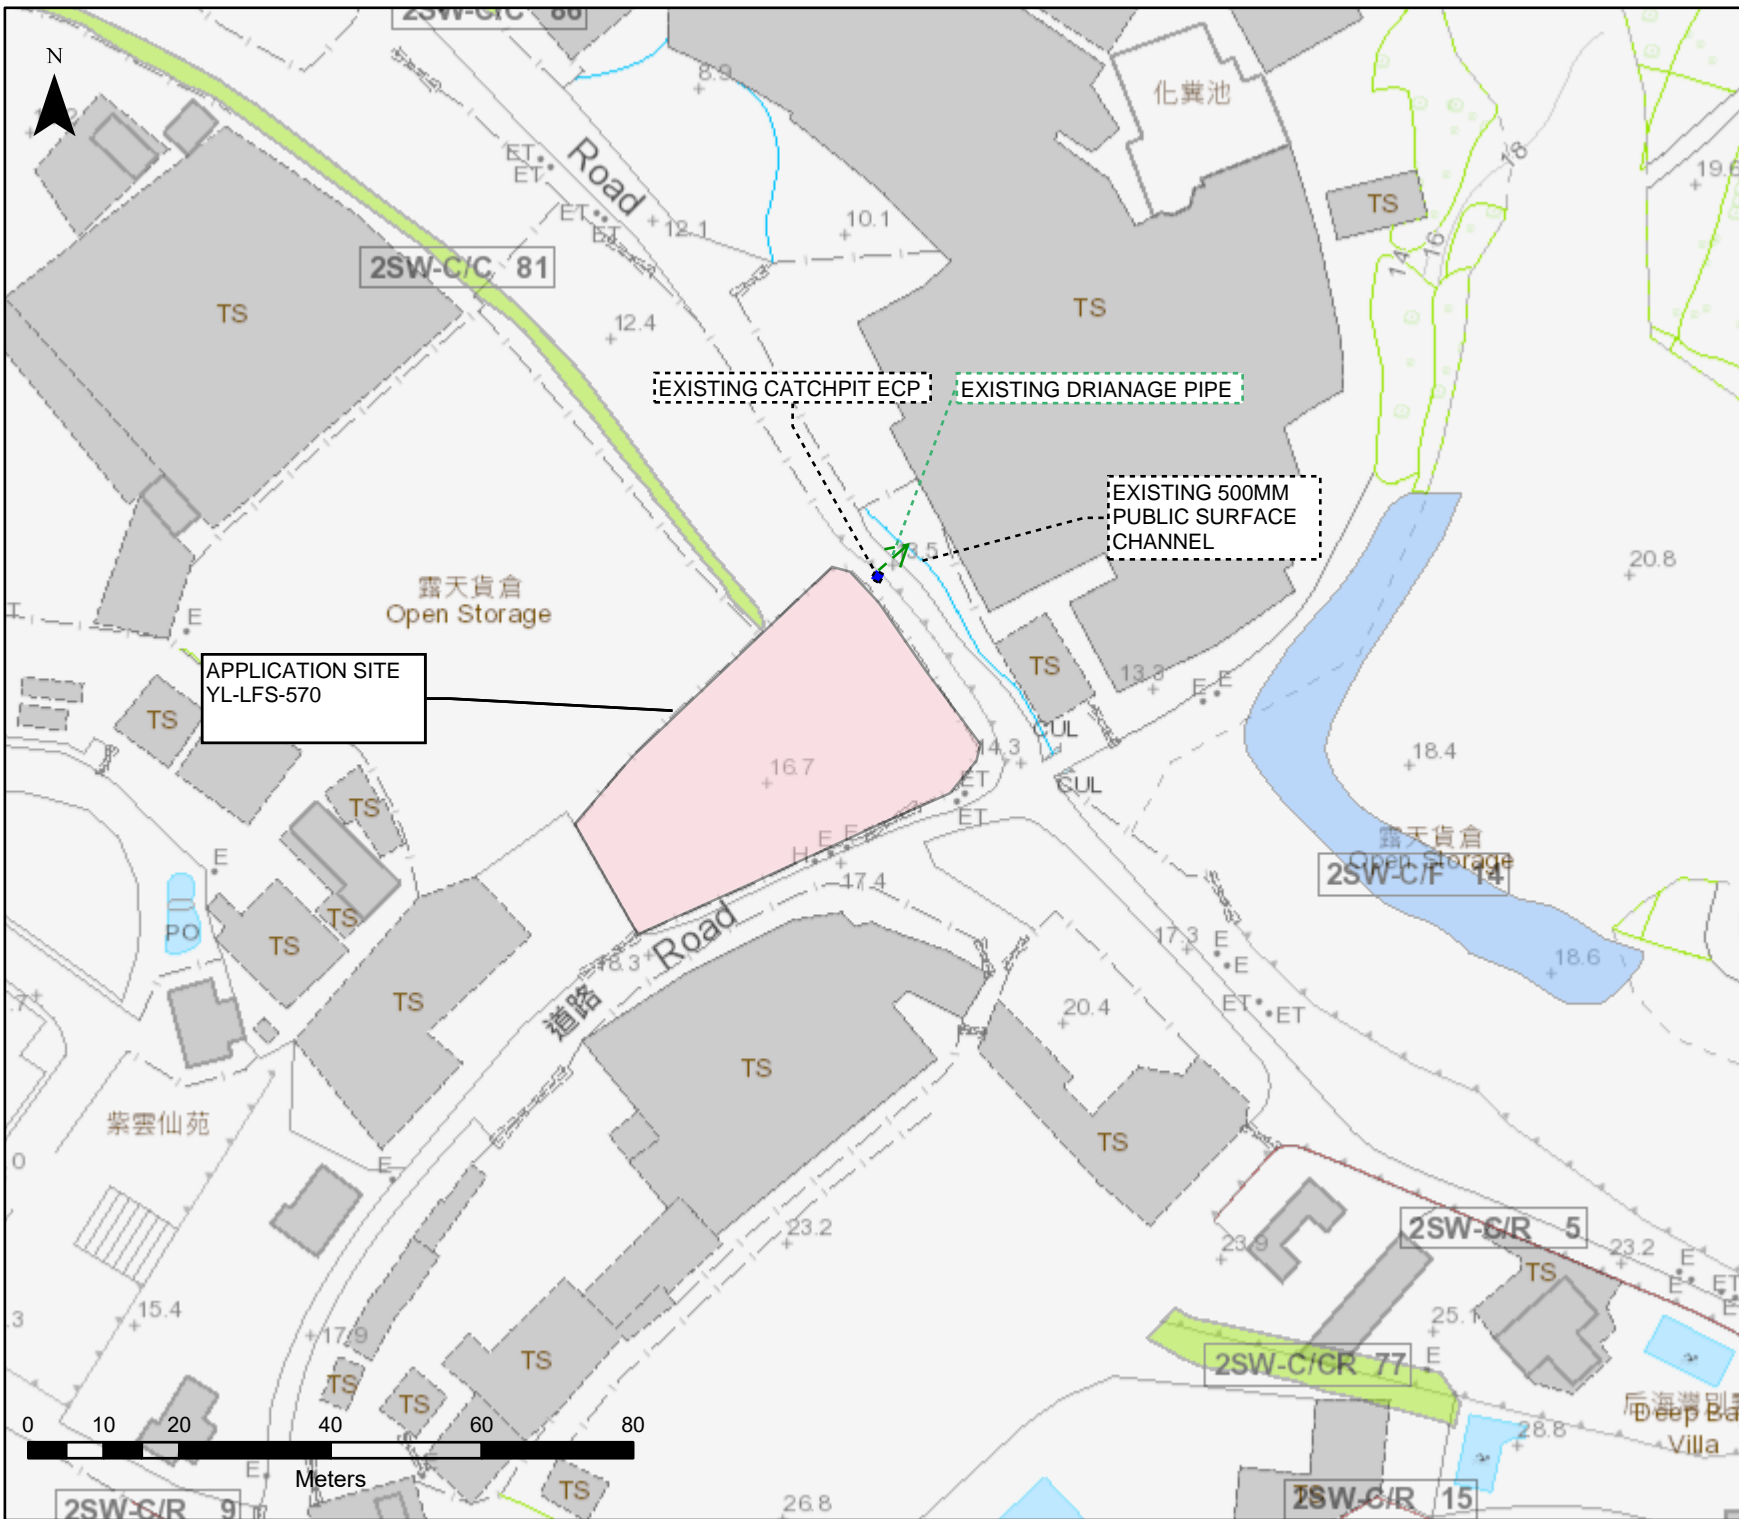 2SW-C/C 86
N
8.9
化糞池
ET
ET
Road
18
19.6
TS
ET
ET
12.1
10.1
14
16
2SW-C/C 81
TS
12.4
TS
EXISTING CATCHPIT ECP
EXISTING DRIANAGE PIPE
EXISTING 500MM
PUBLIC SURFACE
CHANNEL
20.8
露天貨倉
Open Storage
E
APPLICATION SITE
YL-LFS-570
TS
TS
13.3
E
E
CUL
14.3
CUL
18.4
16.7
ET
ET
TS
E
E
H
17.4
露天貨倉
Open Storage
2SW-C/F 14
E
PO
TS
TS
Road
18.3
17.3
E
E
18.6
TS
道路
20.4
ET
ET
TS
紫雲仙苑
TS
0
E
23.2
23.9
2SW-C/R 5
23.2
E
E
ET
E
TS
15.4
17.9
25.1
TS
TS
2SW-C/CR 77
E
TS
Deep Ba
Villa
28.8
0 10 20 40 60 80
Meters
E
TS
26.8
2SW-C/R 9
2SW-C/R 15
TS